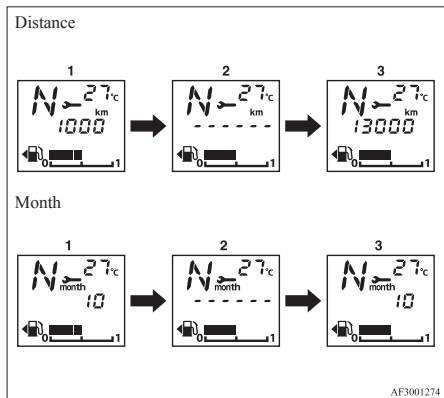 Distance
1 2 3
N 27°C N 27°C N 27°C
km km km
1000 ------ 13000
0 1 0 1 0 1
Month
1 2 3
N 27°C N 27°C N 27°C
month month month
10 ------ 10
0 1 0 1 0 1
AF3001274